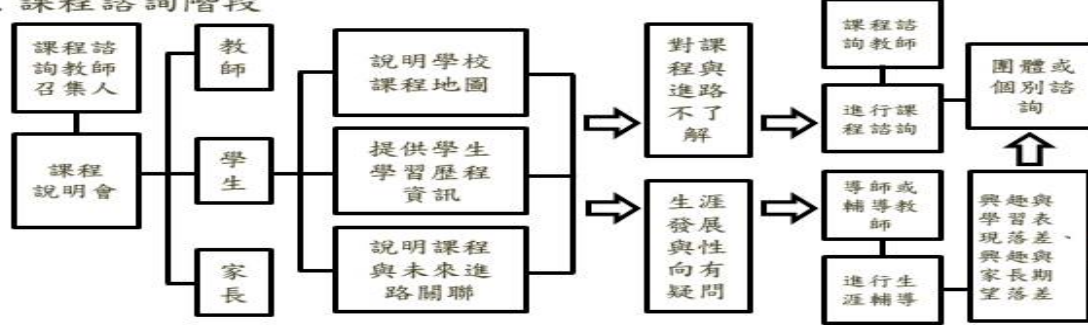 課程諮詢階段
課程諮
詢教師
召集人
課程
說明會
教
師
學
生
家
長
說明學校
課程地圖
提供學生
學習歷程
資訊
說明課程
與未來進
路關聯
對課
程與
進路
不了
解
生涯
發展
與性
向有
疑問
課程諮
詢教師
進行課
程諮詢
導師或
輔導教
師
進行生
涯輔導
團體或
個別諮
詢
興趣與
學習表
現落差、
興趣與
家長期
望落差